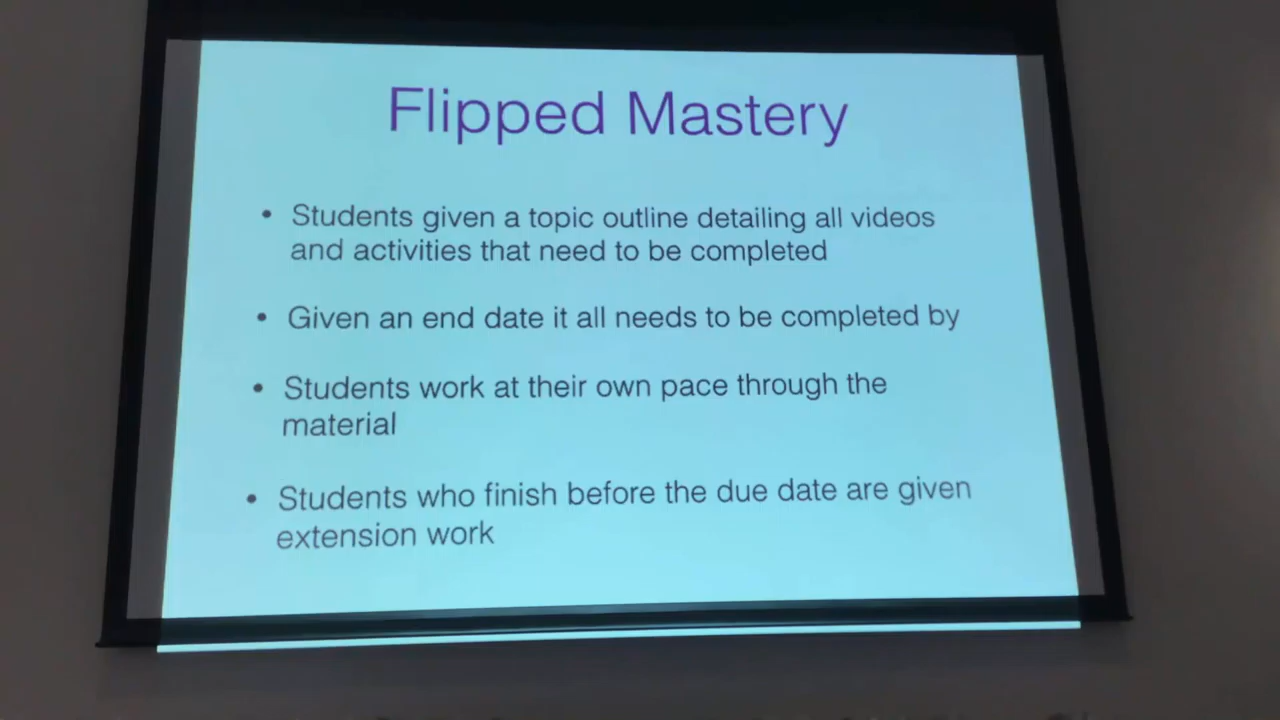 Flipped Mastery
• Students given a topic outline detailing all videos
and activities that need to be completed
• Given an end date it all needs to be completed by
• Students work at their own pace through the
material
• Students who finish before the due date are given
extension work